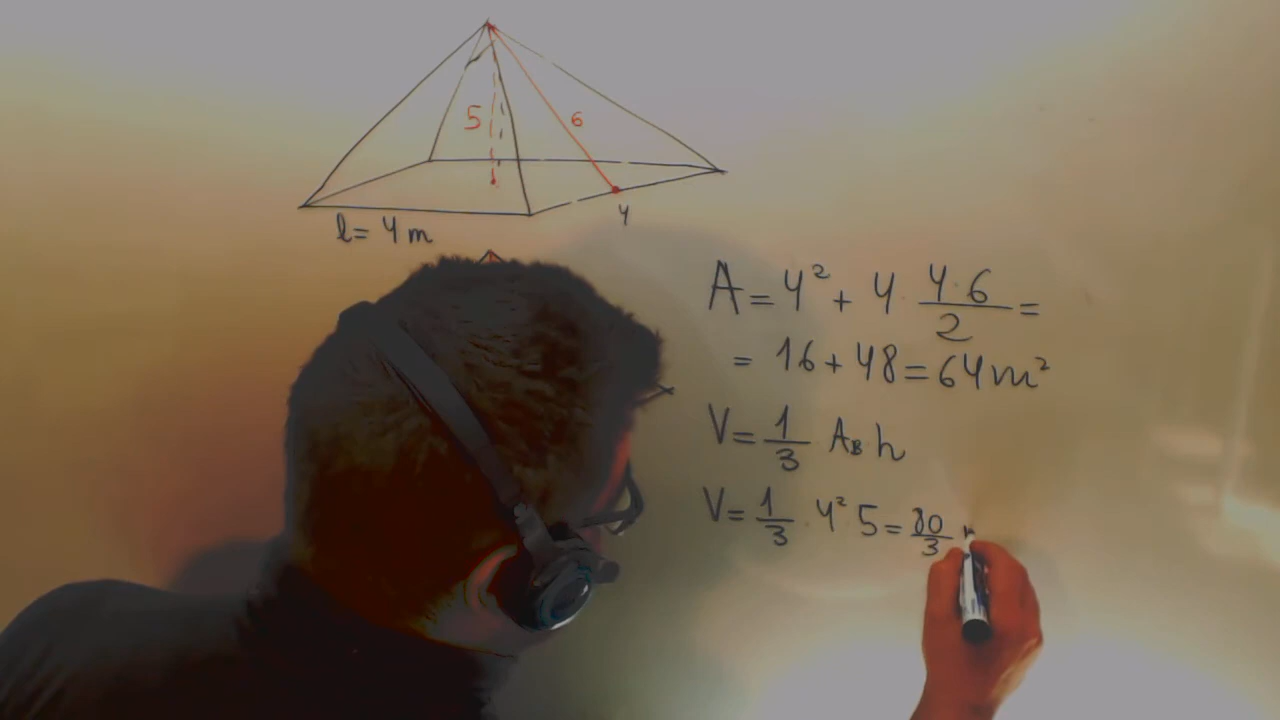 5
6
4
l = 4 m
A = 4² + 4 · (4·6)/2 =
= 16 + 48 = 64 m²
V = 1/3 A_B h
V = 1/3 · 4² 5 = 80/3